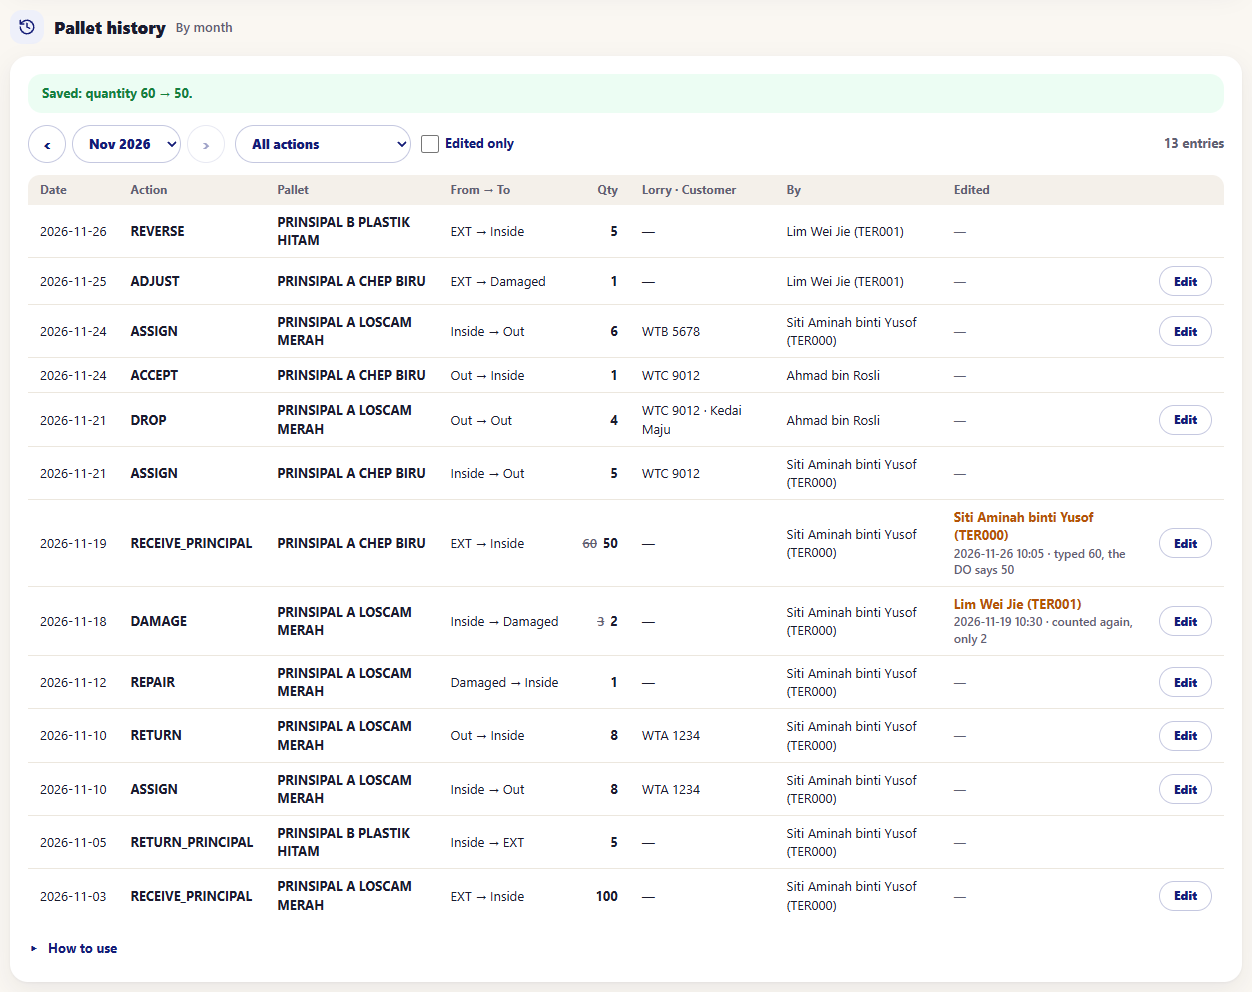 Pallet history By month
Saved: quantity 60 → 50.
‹ Nov 2026 › All actions Edited only 13 entries
Date Action Pallet From → To Qty Lorry · Customer By Edited
2026-11-26 REVERSE PRINSIPAL B PLASTIK HITAM EXT → Inside 5 — Lim Wei Jie (TER001) —
2026-11-25 ADJUST PRINSIPAL A CHEP BIRU EXT → Damaged 1 — Lim Wei Jie (TER001) — Edit
2026-11-24 ASSIGN PRINSIPAL A LOSCAM MERAH Inside → Out 6 WTB 5678 Siti Aminah binti Yusof (TER000) — Edit
2026-11-24 ACCEPT PRINSIPAL A CHEP BIRU Out → Inside 1 WTC 9012 Ahmad bin Rosli —
2026-11-21 DROP PRINSIPAL A LOSCAM MERAH Out → Out 4 WTC 9012 · Kedai Maju Ahmad bin Rosli — Edit
2026-11-21 ASSIGN PRINSIPAL A CHEP BIRU Inside → Out 5 WTC 9012 Siti Aminah binti Yusof (TER000) —
2026-11-19 RECEIVE_PRINCIPAL PRINSIPAL A CHEP BIRU EXT → Inside 60 50 — Siti Aminah binti Yusof (TER000) Siti Aminah binti Yusof (TER000) 2026-11-26 10:05 · typed 60, the DO says 50 Edit
2026-11-18 DAMAGE PRINSIPAL A LOSCAM MERAH Inside → Damaged 3 2 — Siti Aminah binti Yusof (TER000) Lim Wei Jie (TER001) 2026-11-19 10:30 · counted again, only 2 Edit
2026-11-12 REPAIR PRINSIPAL A LOSCAM MERAH Damaged → Inside 1 — Siti Aminah binti Yusof (TER000) — Edit
2026-11-10 RETURN PRINSIPAL A LOSCAM MERAH Out → Inside 8 WTA 1234 Siti Aminah binti Yusof (TER000) — Edit
2026-11-10 ASSIGN PRINSIPAL A LOSCAM MERAH Inside → Out 8 WTA 1234 Siti Aminah binti Yusof (TER000) — Edit
2026-11-05 RETURN_PRINCIPAL PRINSIPAL B PLASTIK HITAM Inside → EXT 5 — Siti Aminah binti Yusof (TER000) —
2026-11-03 RECEIVE_PRINCIPAL PRINSIPAL A LOSCAM MERAH EXT → Inside 100 — Siti Aminah binti Yusof (TER000) — Edit
▸ How to use